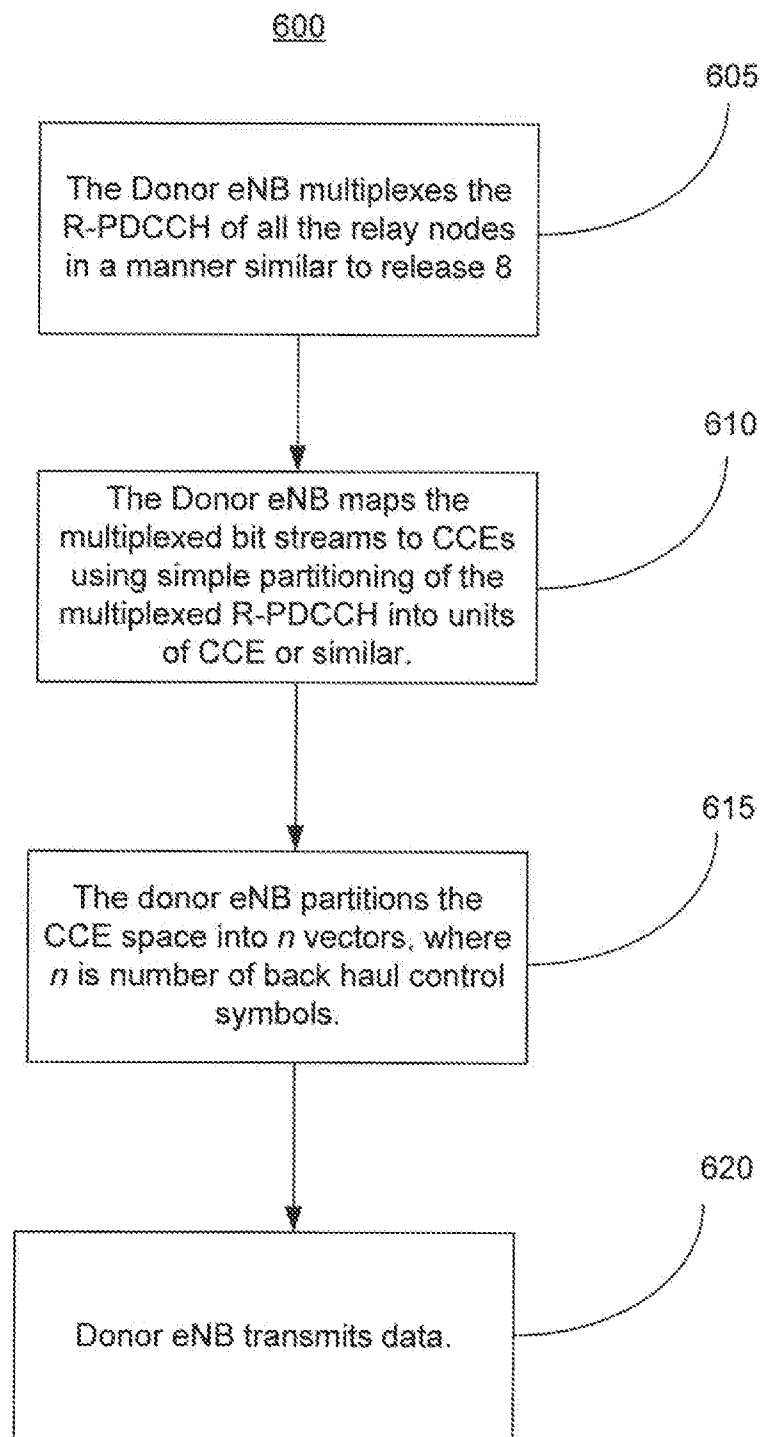 600
605
The Donor eNB multiplexes the
R-PDCCH of all the relay nodes
in a manner similar to release 8
610
The Donor eNB maps the
multiplexed bit streams to CCEs
using simple partitioning of the
multiplexed R-PDCCH into units
of CCE or similar.
615
The donor eNB partitions the
CCE space into n vectors, where
n is number of back haul control
symbols.
620
Donor eNB transmits data.